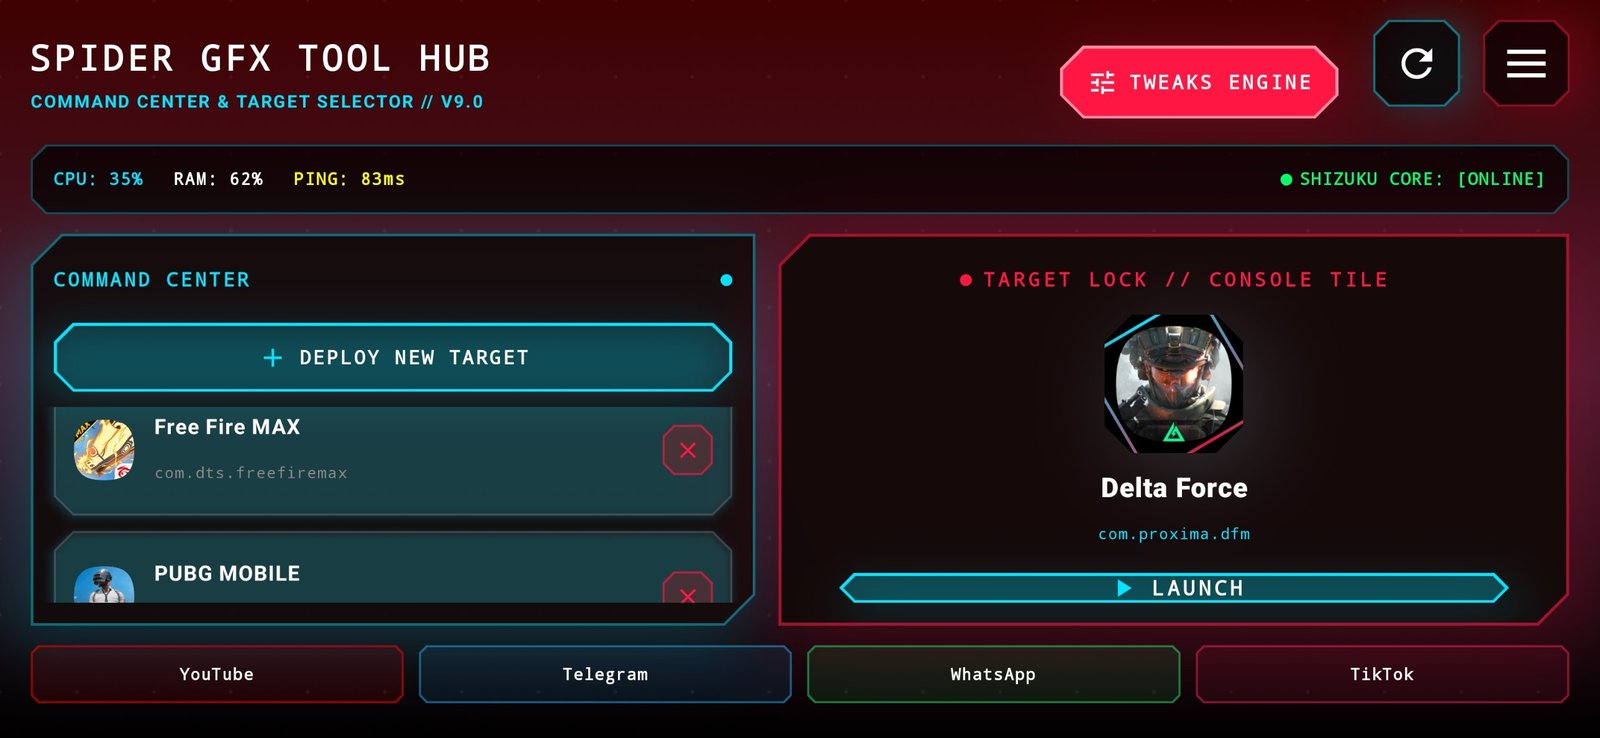 SPIDER GFX TOOL HUB
COMMAND CENTER & TARGET SELECTOR // V9.0
TWEAKS ENGINE
CPU: 35% RAM: 62% PING: 83ms
SHIZUKU CORE: [ONLINE]
COMMAND CENTER
DEPLOY NEW TARGET
MAX
Free Fire MAX
com.dts.freefiremax
PUBG MOBILE
TARGET LOCK // CONSOLE TILE
Delta Force
com.proxima.dfm
LAUNCH
YouTube
Telegram
WhatsApp
TikTok